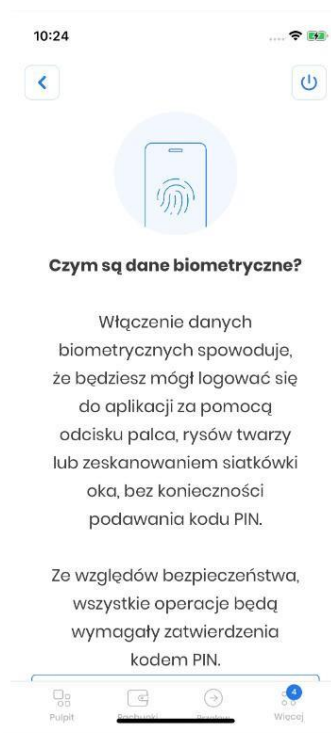 10:24
Czym są dane biometryczne?
Włączenie danych
biometrycznych spowoduje,
że będziesz mógł logować się
do aplikacji za pomocą
odcisku palca, rysów twarzy
lub zeskanowaniem siatkówki
oka, bez konieczności
podawania kodu PIN.
Ze względów bezpieczeństwa,
wszystkie operacje będą
wymagały zatwierdzenia
kodem PIN.
4
Pulpit Rachunki Więcej